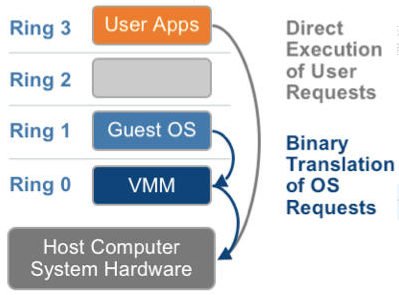 Ring 3
User Apps
Ring 2
Ring 1
Guest OS
Ring 0
VMM
Host Computer
System Hardware
Direct
Execution
of User
Requests
Binary
Translation
of OS
Requests